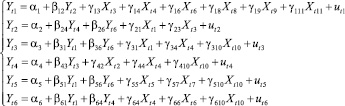 Y_{t1} = α_1 + β_{12}Y_{t2} + γ_{13}X_{t3} + γ_{14}X_{t4} + γ_{16}X_{t6} + γ_{18}X_{t8} + γ_{19}X_{t9} + γ_{111}X_{t11} + u_{t1}
Y_{t2} = α_2 + β_{24}Y_{t4} + β_{26}Y_{t6} + γ_{21}X_{t1} + γ_{23}X_{t3} + u_{t2}
Y_{t3} = α_3 + β_{31}Y_{t1} + β_{36}Y_{t6} + γ_{31}X_{t1} + γ_{34}X_{t4} + γ_{310}X_{t10} + u_{t3}
Y_{t4} = α_4 + β_{43}Y_{t3} + γ_{42}X_{t2} + γ_{44}X_{t4} + γ_{410}X_{t10} + u_{t4}
Y_{t5} = α_5 + β_{51}Y_{t1} + β_{56}Y_{t6} + γ_{55}X_{t5} + γ_{57}X_{t7} + γ_{510}X_{t10} + u_{t5}
Y_{t6} = α_6 + β_{61}Y_{t1} + β_{64}Y_{t4} + γ_{64}X_{t4} + γ_{66}X_{t6} + γ_{610}X_{t10} + u_{t6}